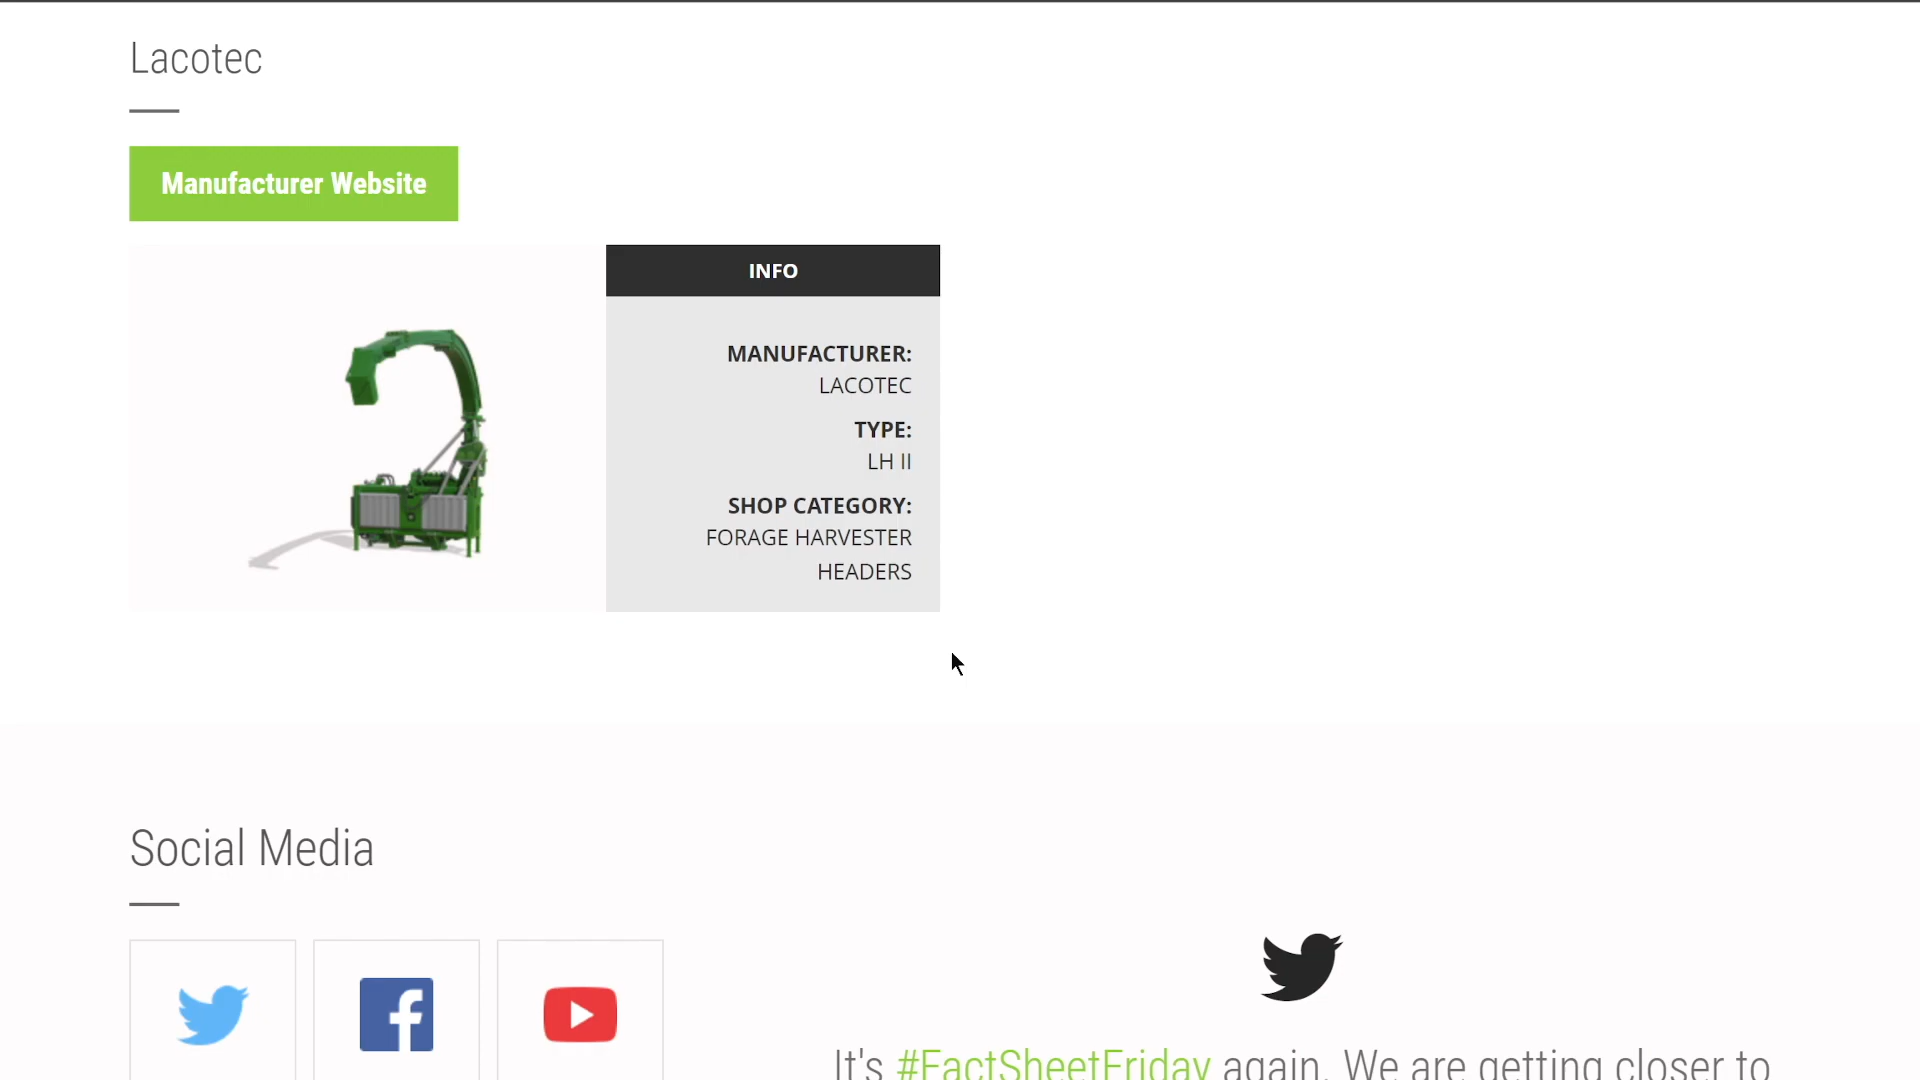 Lacotec
Manufacturer Website
INFO
MANUFACTURER:
LACOTEC
TYPE:
LH II
SHOP CATEGORY:
FORAGE HARVESTER
HEADERS
Social Media
It's #FactSheetFriday again. We are getting closer to